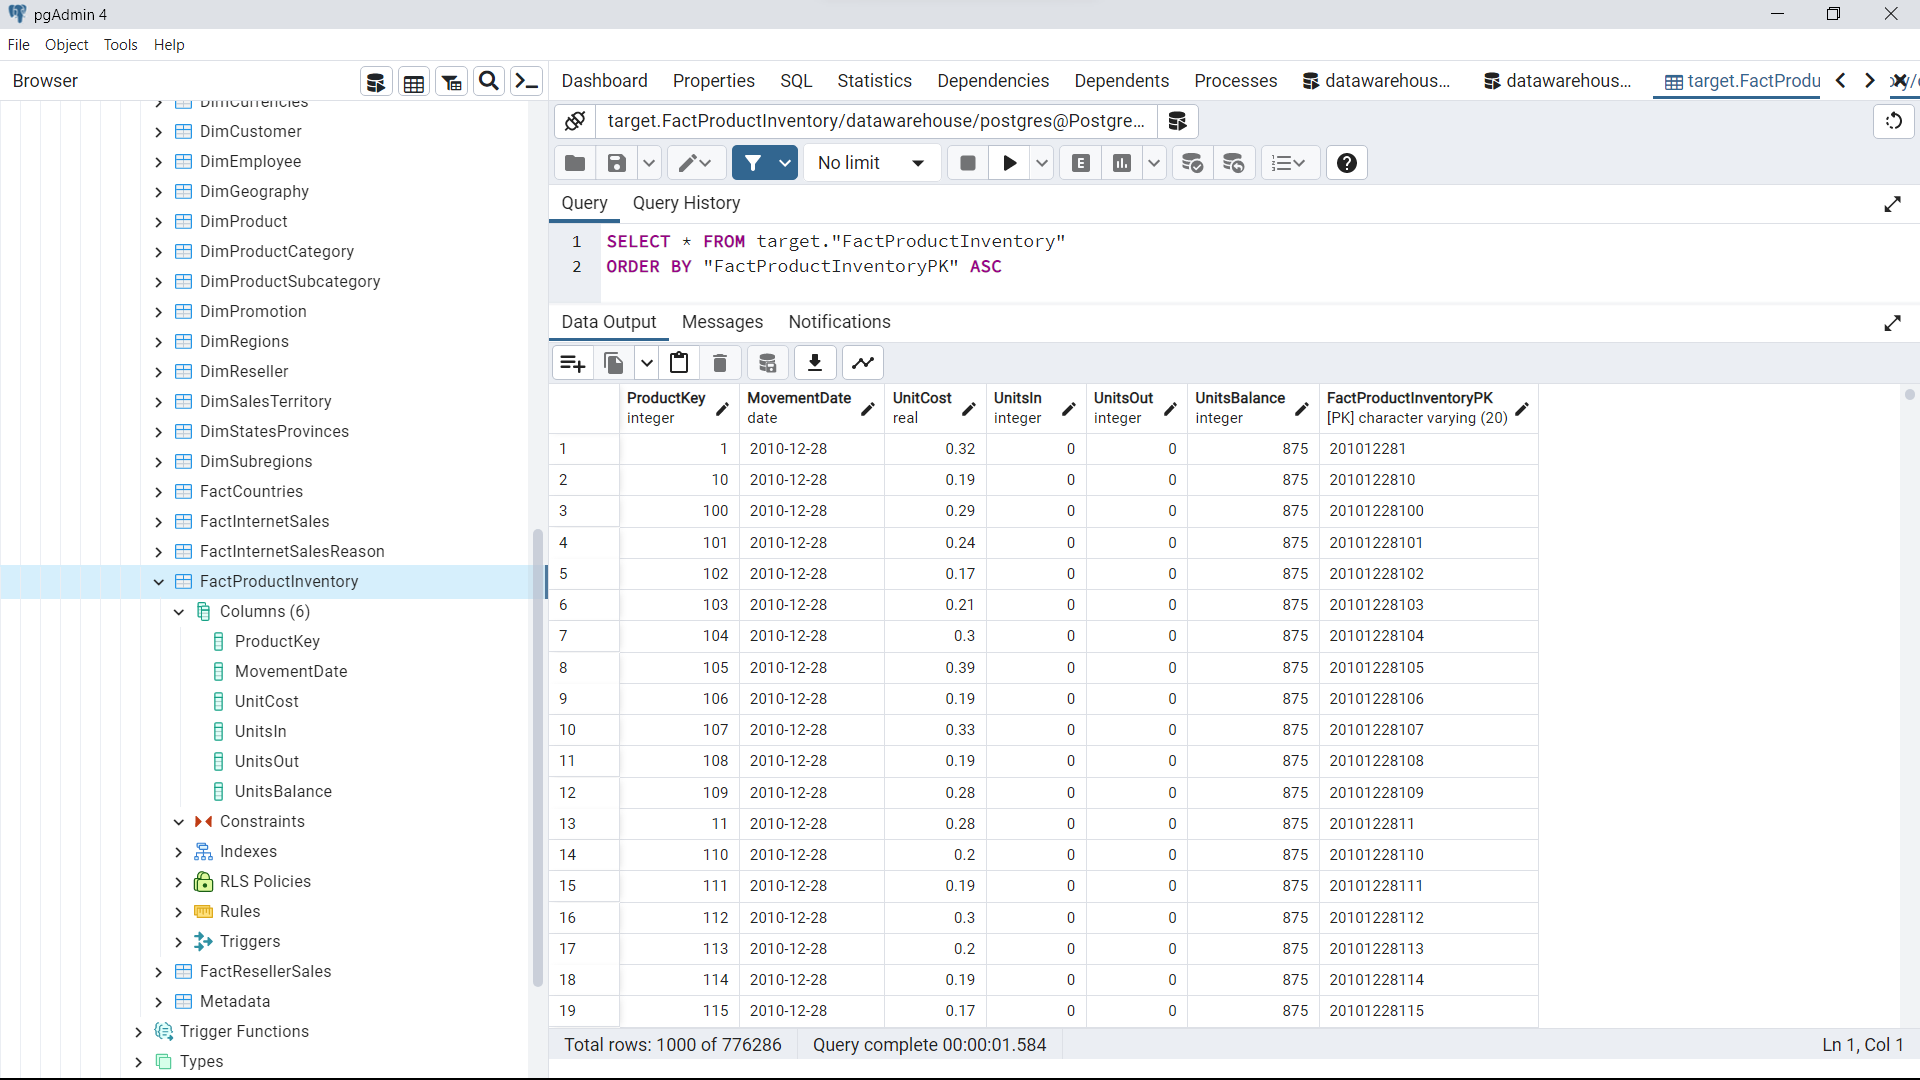 pgAdmin 4
File Object Tools Help
Browser
Dashboard Properties SQL Statistics Dependencies Dependents Processes datawarehous... datawarehous... target.FactProdu
target.FactProductInventory/datawarehouse/postgres@Postgre...
No limit
Query Query History
1 SELECT * FROM target."FactProductInventory"
2 ORDER BY "FactProductInventoryPK" ASC
Data Output Messages Notifications
DimCurrencies
DimCustomer
DimEmployee
DimGeography
DimProduct
DimProductCategory
DimProductSubcategory
DimPromotion
DimRegions
DimReseller
DimSalesTerritory
DimStatesProvinces
DimSubregions
FactCountries
FactInternetSales
FactInternetSalesReason
FactProductInventory
Columns (6)
ProductKey
MovementDate
UnitCost
UnitsIn
UnitsOut
UnitsBalance
Constraints
Indexes
RLS Policies
Rules
Triggers
FactResellerSales
Metadata
Trigger Functions
Types
ProductKey MovementDate UnitCost UnitsIn UnitsOut UnitsBalance FactProductInventoryPK
integer date real integer integer integer [PK] character varying (20)
1 1 2010-12-28 0.32 0 0 875 201012281
2 10 2010-12-28 0.19 0 0 875 2010122810
3 100 2010-12-28 0.29 0 0 875 20101228100
4 101 2010-12-28 0.24 0 0 875 20101228101
5 102 2010-12-28 0.17 0 0 875 20101228102
6 103 2010-12-28 0.21 0 0 875 20101228103
7 104 2010-12-28 0.3 0 0 875 20101228104
8 105 2010-12-28 0.39 0 0 875 20101228105
9 106 2010-12-28 0.19 0 0 875 20101228106
10 107 2010-12-28 0.33 0 0 875 20101228107
11 108 2010-12-28 0.19 0 0 875 20101228108
12 109 2010-12-28 0.28 0 0 875 20101228109
13 11 2010-12-28 0.28 0 0 875 2010122811
14 110 2010-12-28 0.2 0 0 875 20101228110
15 111 2010-12-28 0.19 0 0 875 20101228111
16 112 2010-12-28 0.3 0 0 875 20101228112
17 113 2010-12-28 0.2 0 0 875 20101228113
18 114 2010-12-28 0.19 0 0 875 20101228114
19 115 2010-12-28 0.17 0 0 875 20101228115
Total rows: 1000 of 776286 Query complete 00:00:01.584 Ln 1, Col 1